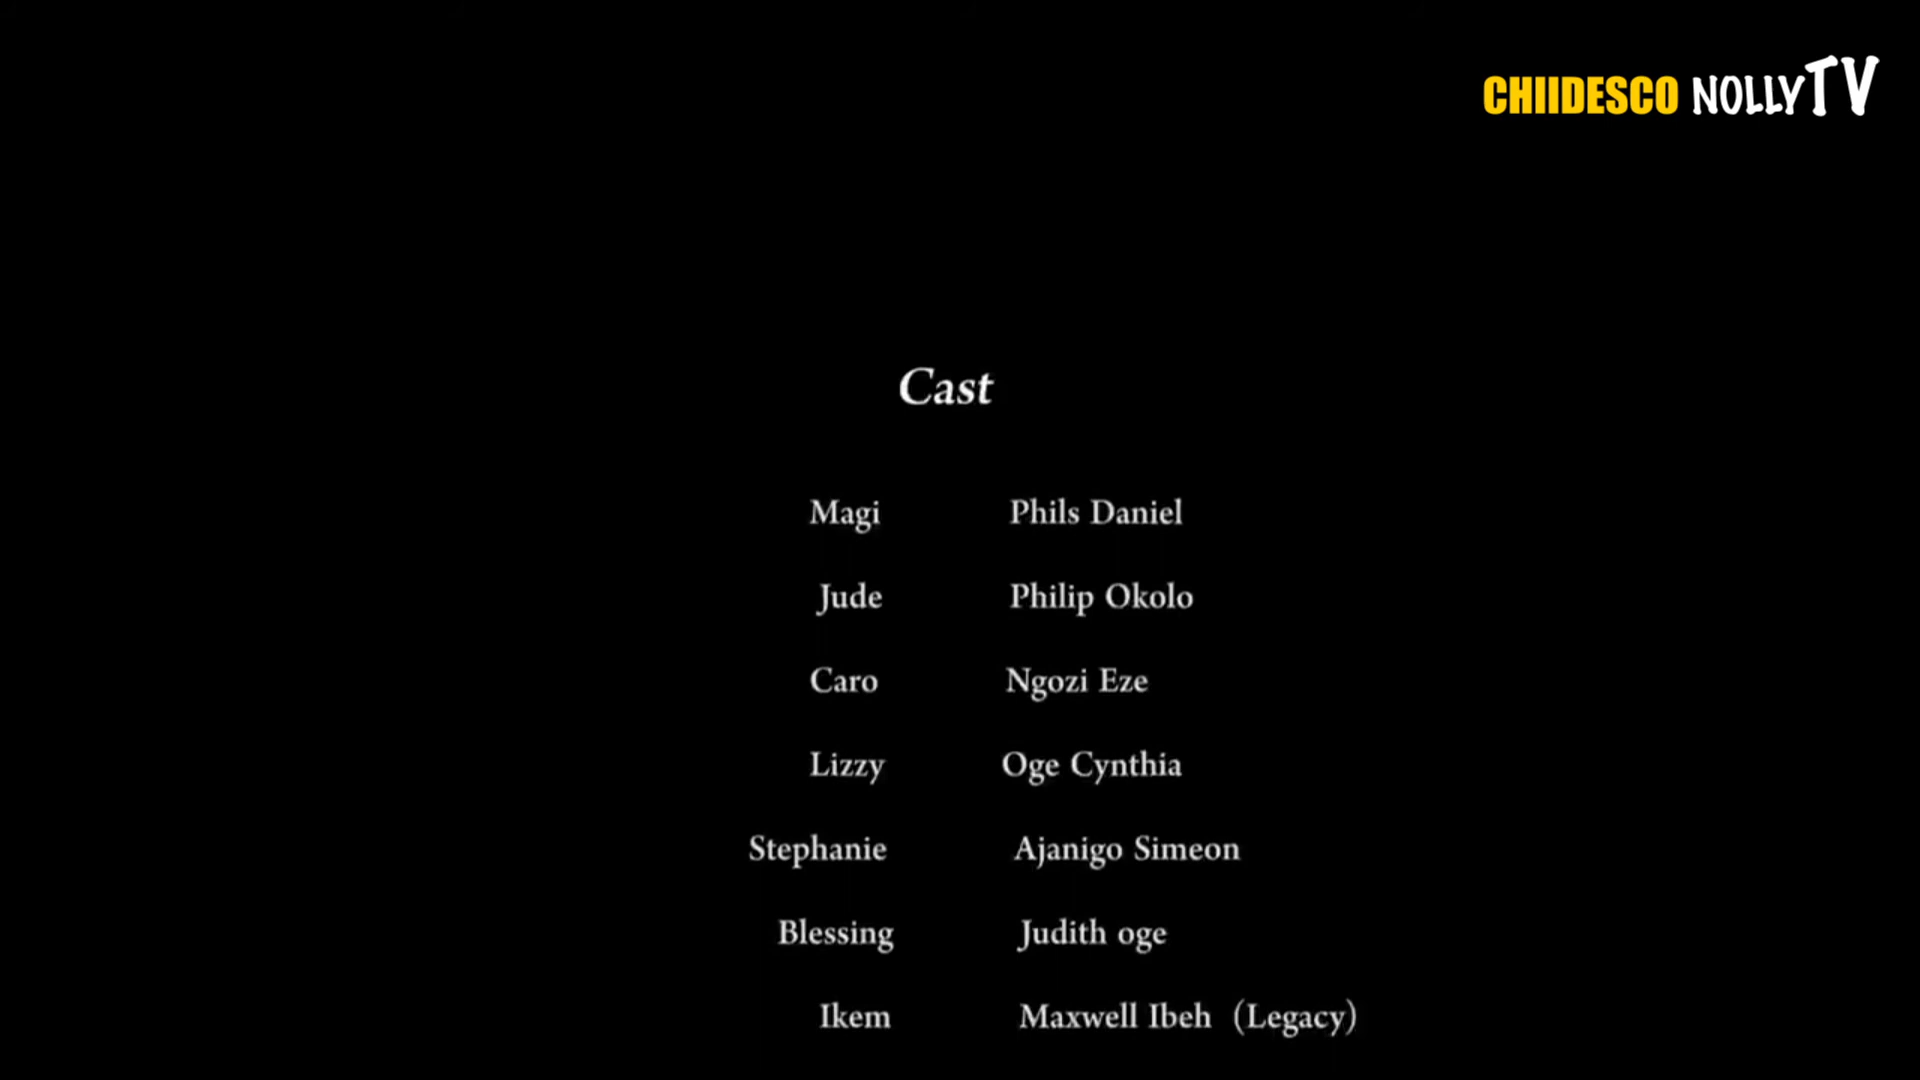 CHIIDESCO NOLLYTV
Cast
Magi Phils Daniel
Jude Philip Okolo
Caro Ngozi Eze
Lizzy Oge Cynthia
Stephanie Ajanigo Simeon
Blessing Judith oge
Ikem Maxwell Ibeh (Legacy)